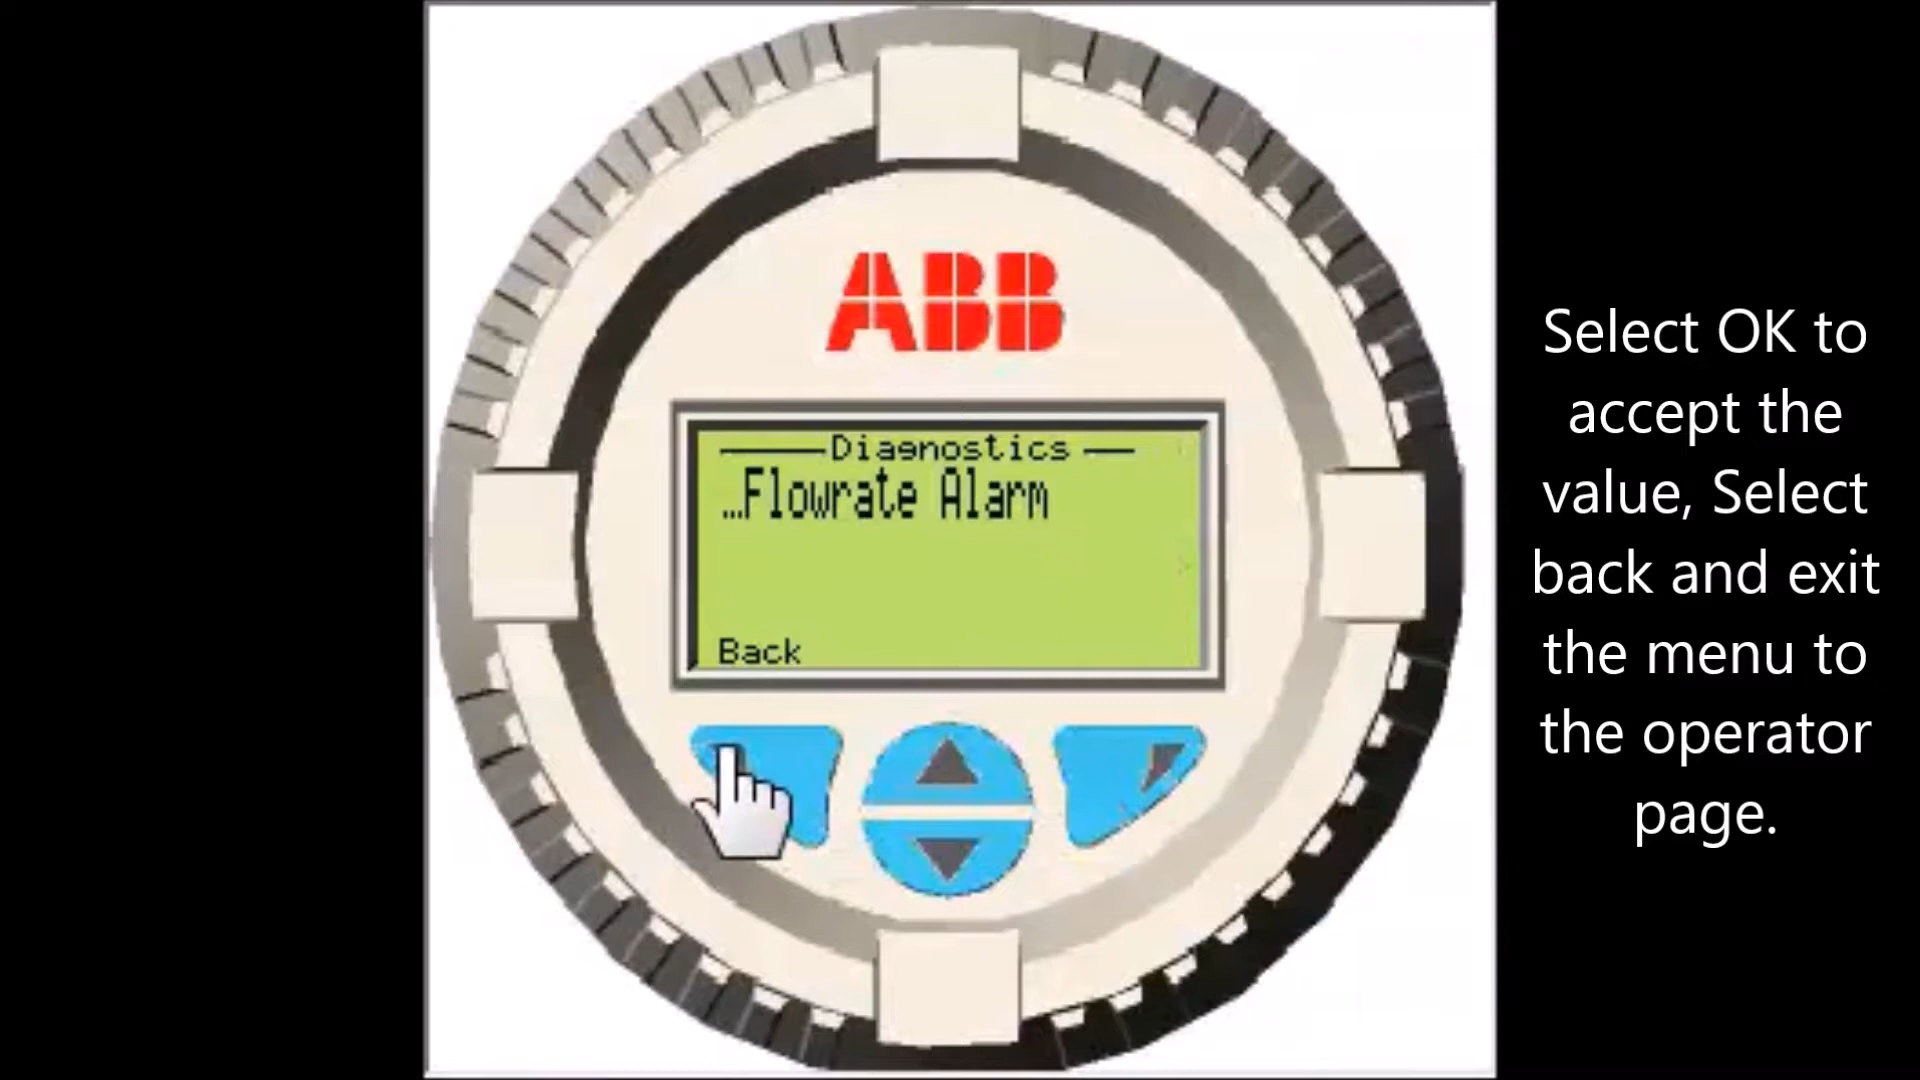 ABB
Diagnostics
...Flowrate Alarm
Back
Select OK to
accept the
value, Select
back and exit
the menu to
the operator
page.